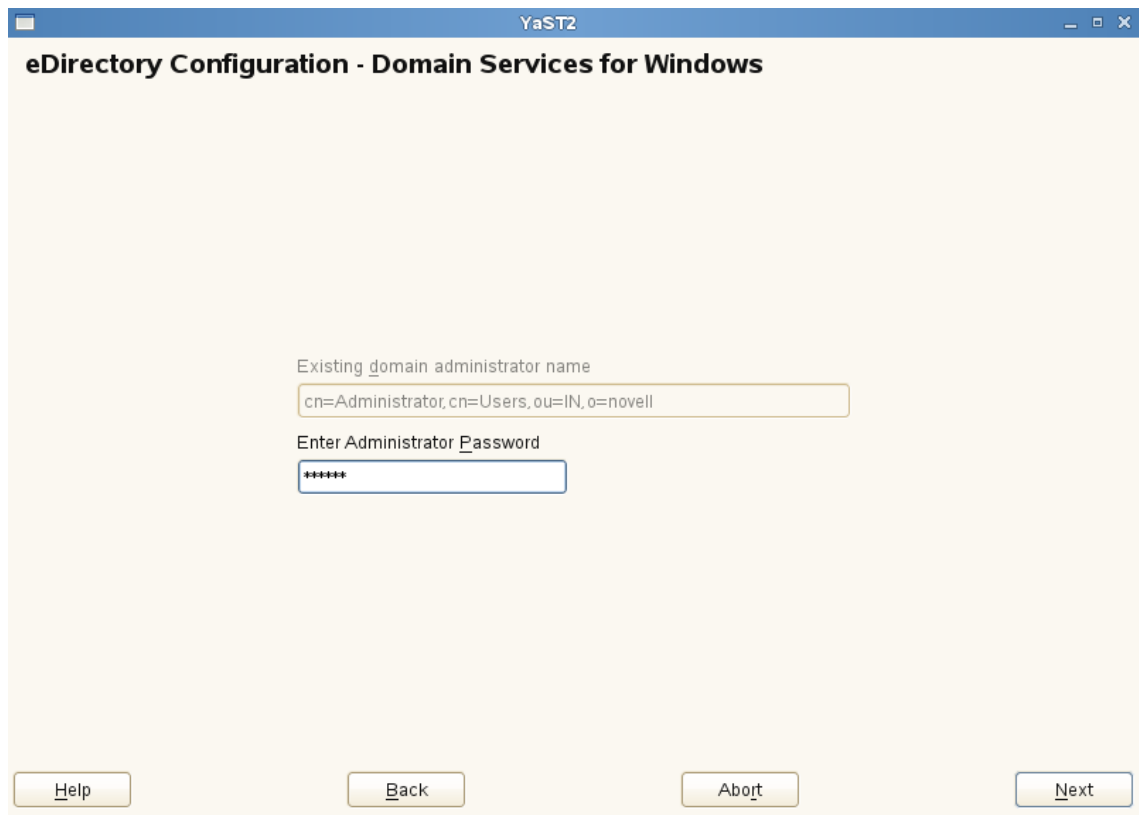 YaST2
eDirectory Configuration - Domain Services for Windows
Existing domain administrator name
cn=Administrator,cn=Users,ou=IN,o=novell
Enter Administrator Password
******
Help Back Abort Next